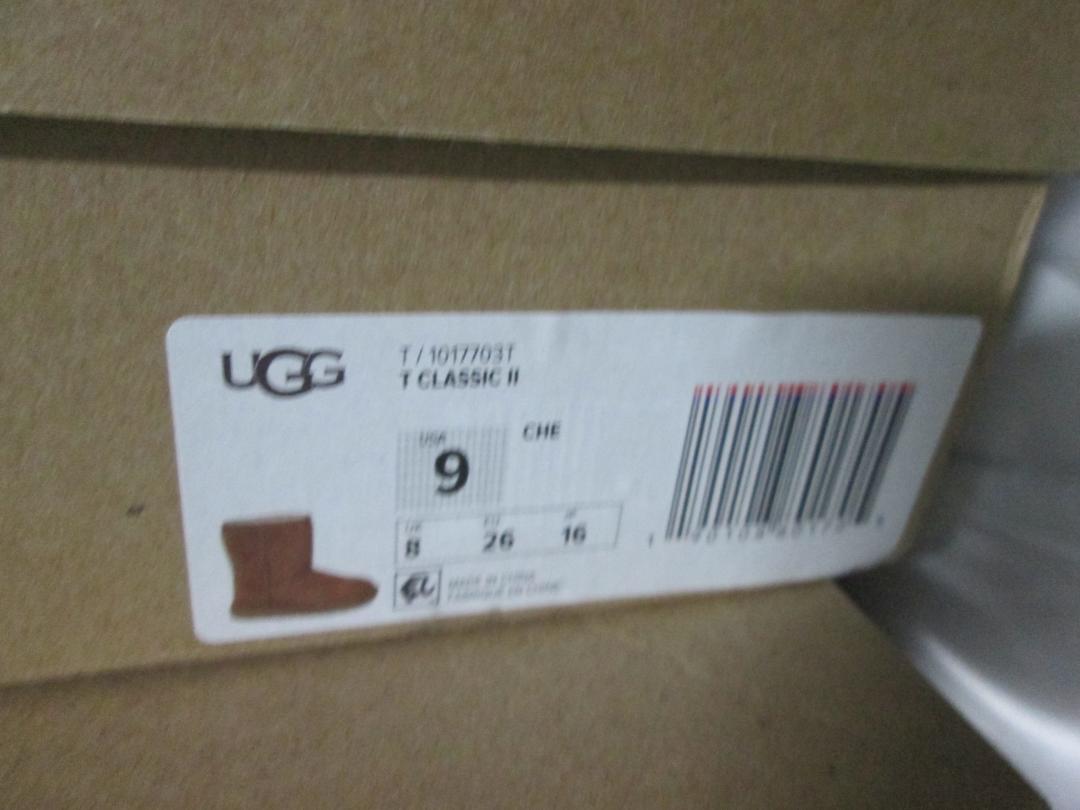 UGG
T / 1017703T
T CLASSIC II
USA
9
CHE
UK EU JP
8 26 16
MADE IN CHINA
FABRIQUÉ EN CHINE